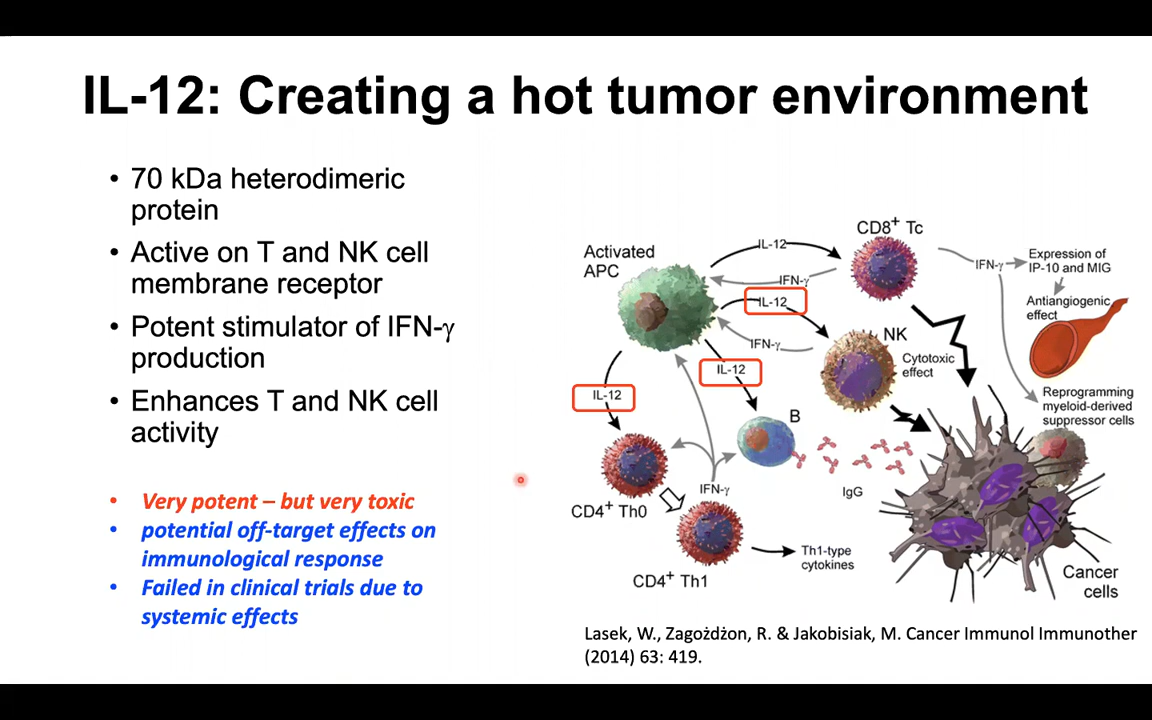 IL-12: Creating a hot tumor environment
• 70 kDa heterodimeric
protein
• Active on T and NK cell
membrane receptor
• Potent stimulator of IFN-γ
production
• Enhances T and NK cell
activity
• Very potent – but very toxic
• potential off-target effects on
immunological response
• Failed in clinical trials due to
systemic effects
Activated
APC
IL-12
CD8+ Tc
IFN-γ
IL-12
IFN-γ
NK
Cytotoxic
effect
IFN-γ
Expression of
IP-10 and MIG
Antiangiogenic
effect
Reprogramming
myeloid-derived
suppressor cells
IL-12
IL-12
B
IgG
IFN-γ
CD4+ Th0
CD4+ Th1
Th1-type
cytokines
Cancer
cells
Lasek, W., Zagożdżon, R. & Jakobisiak, M. Cancer Immunol Immunother
(2014) 63: 419.